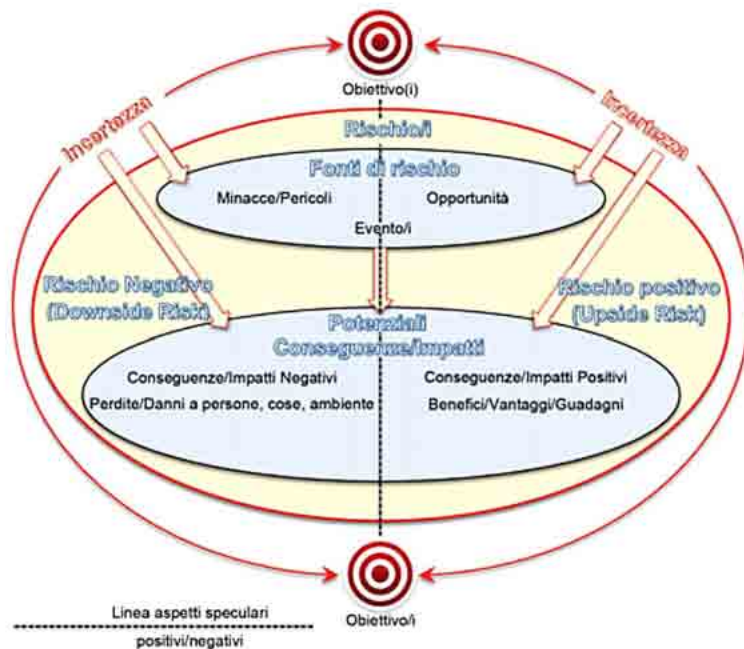 Obiettivo(i)
Incertezza
Incertezza
Rischio/i
Fonti di rischio
Minacce/Pericoli
Opportunità
Evento/i
Rischio Negativo
(Downside Risk)
Rischio positivo
(Upside Risk)
Potenziali
Conseguenze/Impatti
Conseguenze/Impatti Negativi
Perdite/Danni a persone, cose, ambiente
Conseguenze/Impatti Positivi
Benefici/Vantaggi/Guadagni
Obiettivo/i
Linea aspetti speculari
positivi/negativi